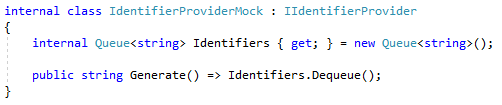 internal class IdentifierProviderMock : IIdentifierProvider
{
    internal Queue<string> Identifiers { get; } = new Queue<string>();

    public string Generate() => Identifiers.Dequeue();
}